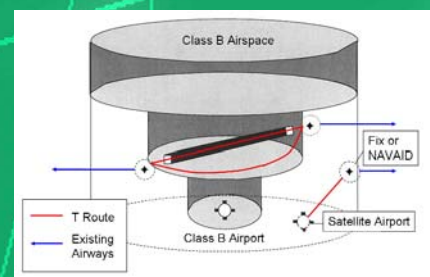 Class B Airspace
Fix or
NAVAID
Satellite Airport
Class B Airport
T Route
Existing
Airways